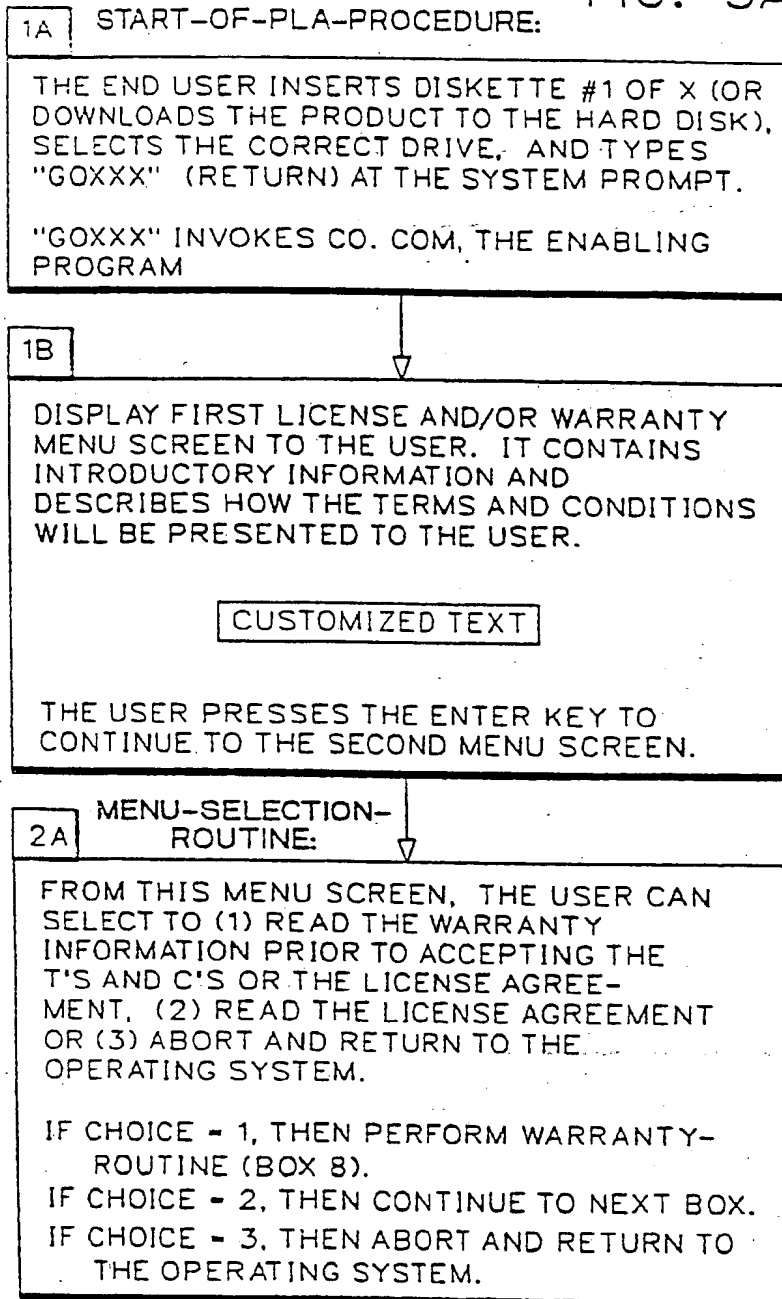 1A START-OF-PLA-PROCEDURE:
THE END USER INSERTS DISKETTE #1 OF X (OR
DOWNLOADS THE PRODUCT TO THE HARD DISK),
SELECTS THE CORRECT DRIVE, AND TYPES
"GOXXX" (RETURN) AT THE SYSTEM PROMPT.
"GOXXX" INVOKES CO. COM, THE ENABLING
PROGRAM
1B
DISPLAY FIRST LICENSE AND/OR WARRANTY
MENU SCREEN TO THE USER. IT CONTAINS
INTRODUCTORY INFORMATION AND
DESCRIBES HOW THE TERMS AND CONDITIONS
WILL BE PRESENTED TO THE USER.
CUSTOMIZED TEXT
THE USER PRESSES THE ENTER KEY TO
CONTINUE TO THE SECOND MENU SCREEN.
2A MENU-SELECTION-
ROUTINE:
FROM THIS MENU SCREEN, THE USER CAN
SELECT TO (1) READ THE WARRANTY
INFORMATION PRIOR TO ACCEPTING THE
T'S AND C'S OR THE LICENSE AGREE-
MENT, (2) READ THE LICENSE AGREEMENT
OR (3) ABORT AND RETURN TO THE
OPERATING SYSTEM.
IF CHOICE - 1, THEN PERFORM WARRANTY-
ROUTINE (BOX 8).
IF CHOICE - 2, THEN CONTINUE TO NEXT BOX.
IF CHOICE - 3, THEN ABORT AND RETURN TO
THE OPERATING SYSTEM.